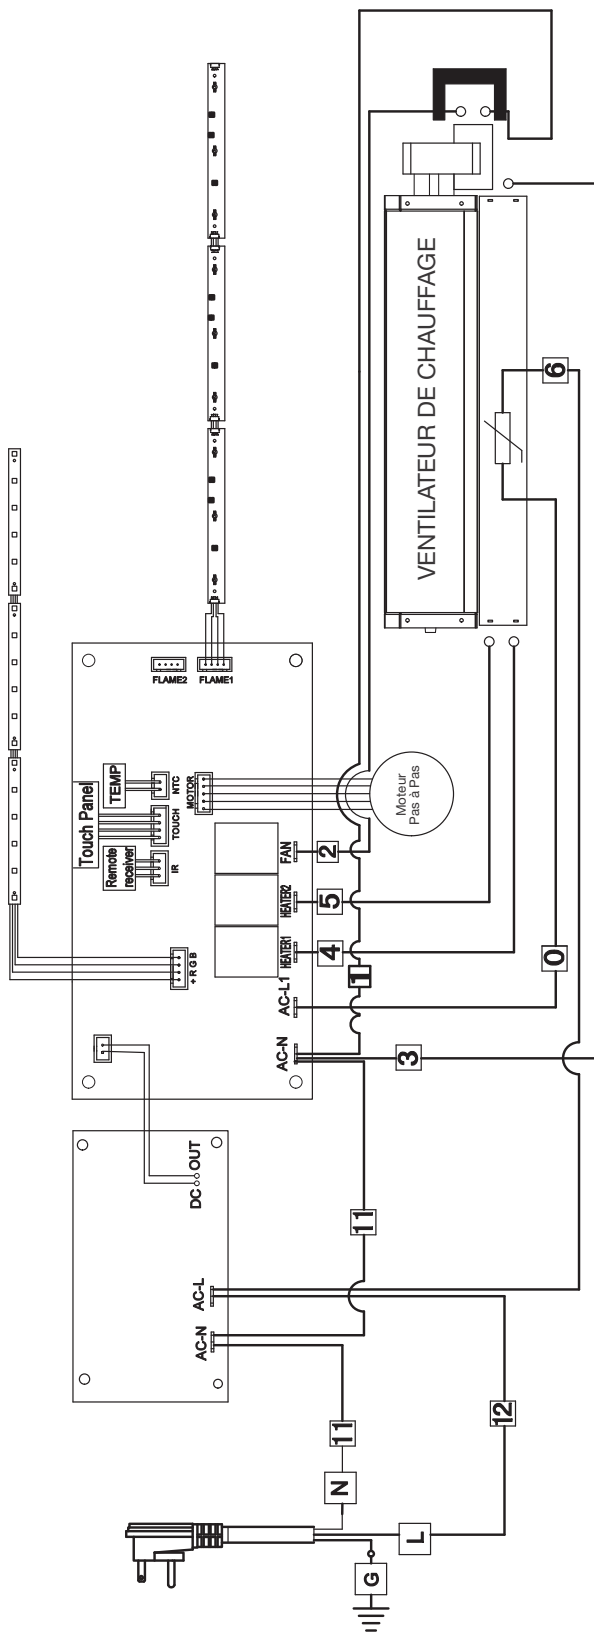 Touch Panel
Remote
receiver
TEMP
+ R G B
IR
TOUCH
NTC
FLAME2
MOTOR
FLAME1
DC OUT
AC-N
AC-L
AC-N
AC-L1
HEATER1
HEATER2
FAN
N
11
11
1
4
5
2
G
L
12
3
0
6
Moteur
Pas à Pas
VENTILATEUR DE CHAUFFAGE